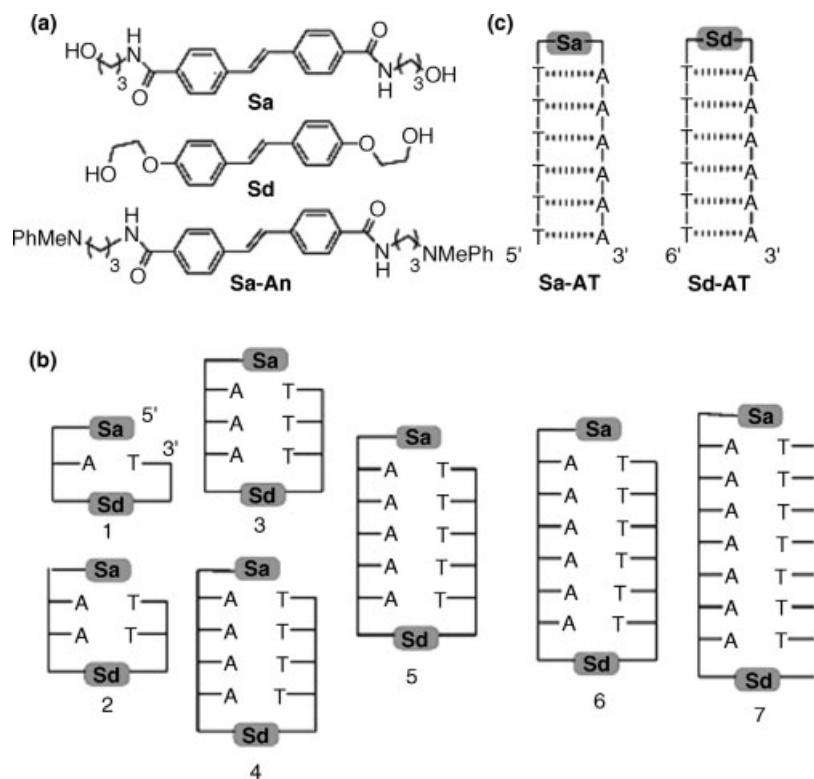 (a)
HO
3
H
N
O
O
N
H
3
OH
Sa
HO
O
O
OH
Sd
PhMeN
3
H
N
O
O
N
H
3
NMePh
Sa-An
(c)
Sa
T A
T A
T A
T A
T A
T A
5' 3'
Sa-AT
Sd
T A
T A
T A
T A
T A
T A
6' 3'
Sd-AT
(b)
Sa 5'
3'
A T
Sd
1
Sa
A T
A T
Sd
2
Sa
A T
A T
A T
Sd
3
Sa
A T
A T
A T
A T
Sd
4
Sa
A T
A T
A T
A T
A T
Sd
5
Sa
A T
A T
A T
A T
A T
A T
Sd
6
Sa
A T
A T
A T
A T
A T
A T
A T
Sd
7